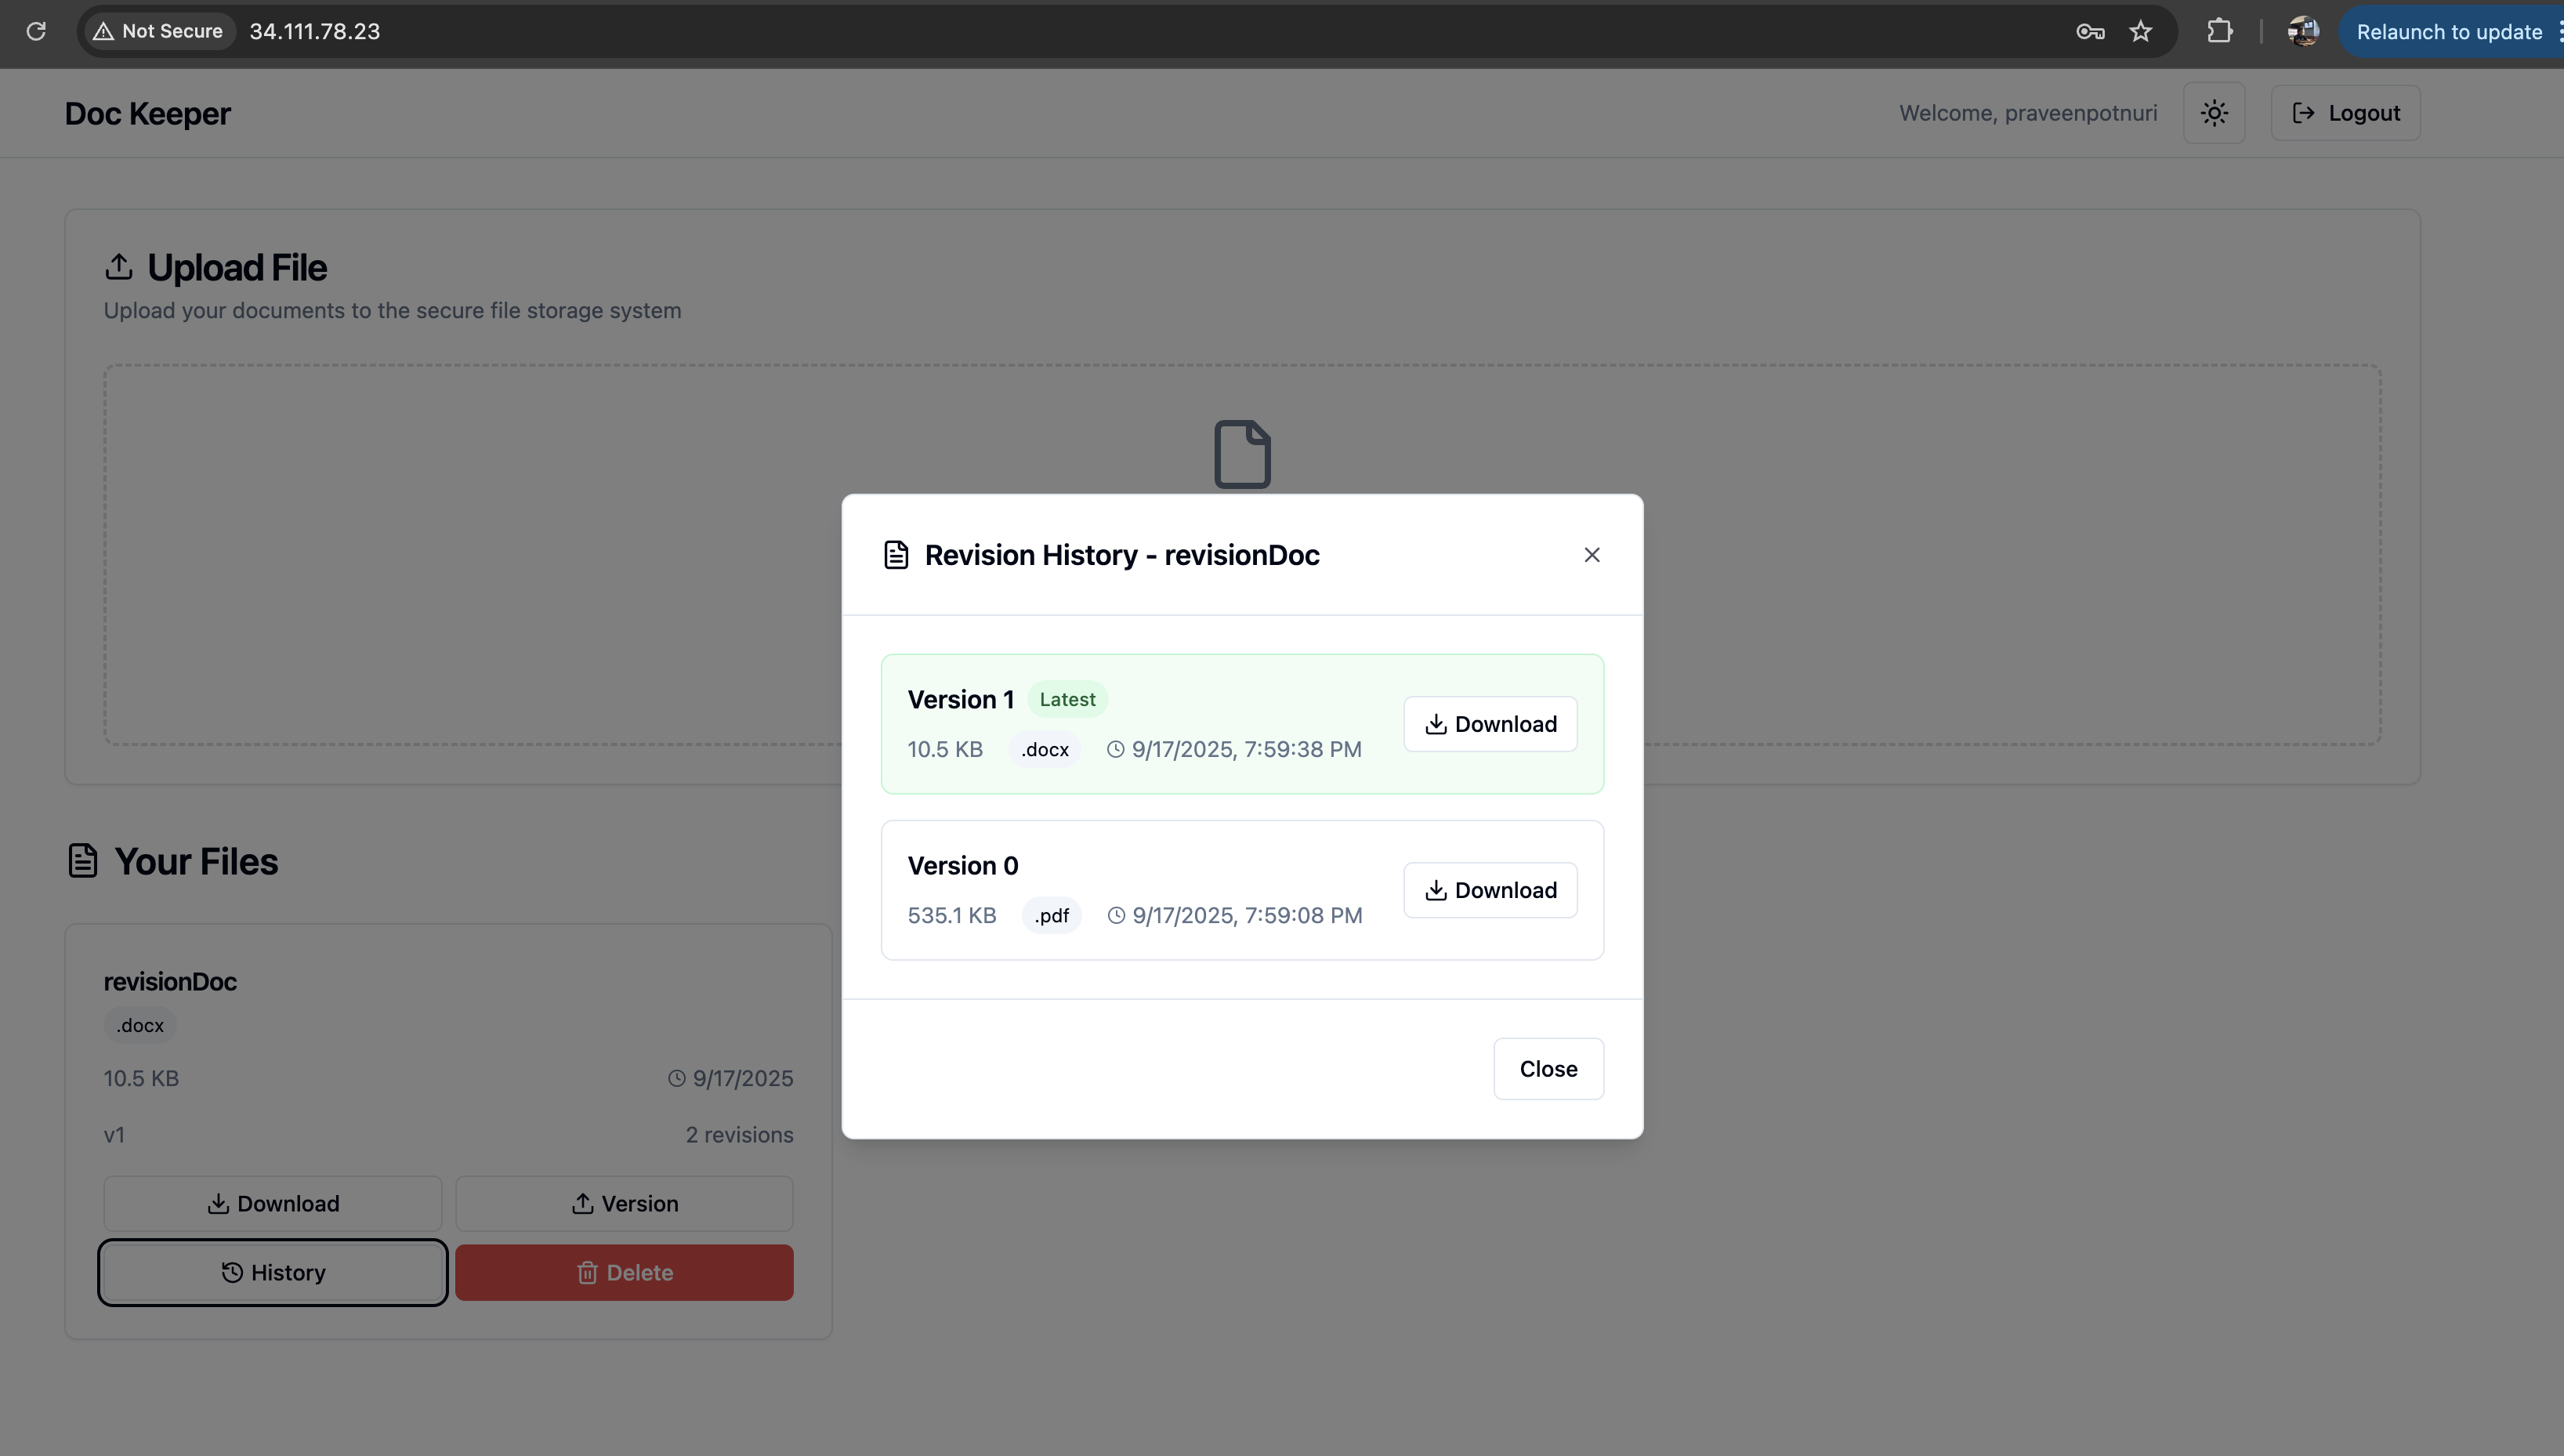 Not Secure 34.111.78.23 Relaunch to update
Doc Keeper Welcome, praveenpotnuri Logout
Upload File
Upload your documents to the secure file storage system
Revision History - revisionDoc
Version 1 Latest
Download
10.5 KB .docx 9/17/2025, 7:59:38 PM
Version 0
Download
535.1 KB .pdf 9/17/2025, 7:59:08 PM
Close
Your Files
revisionDoc
.docx
10.5 KB 9/17/2025
v1 2 revisions
Download Version
History Delete